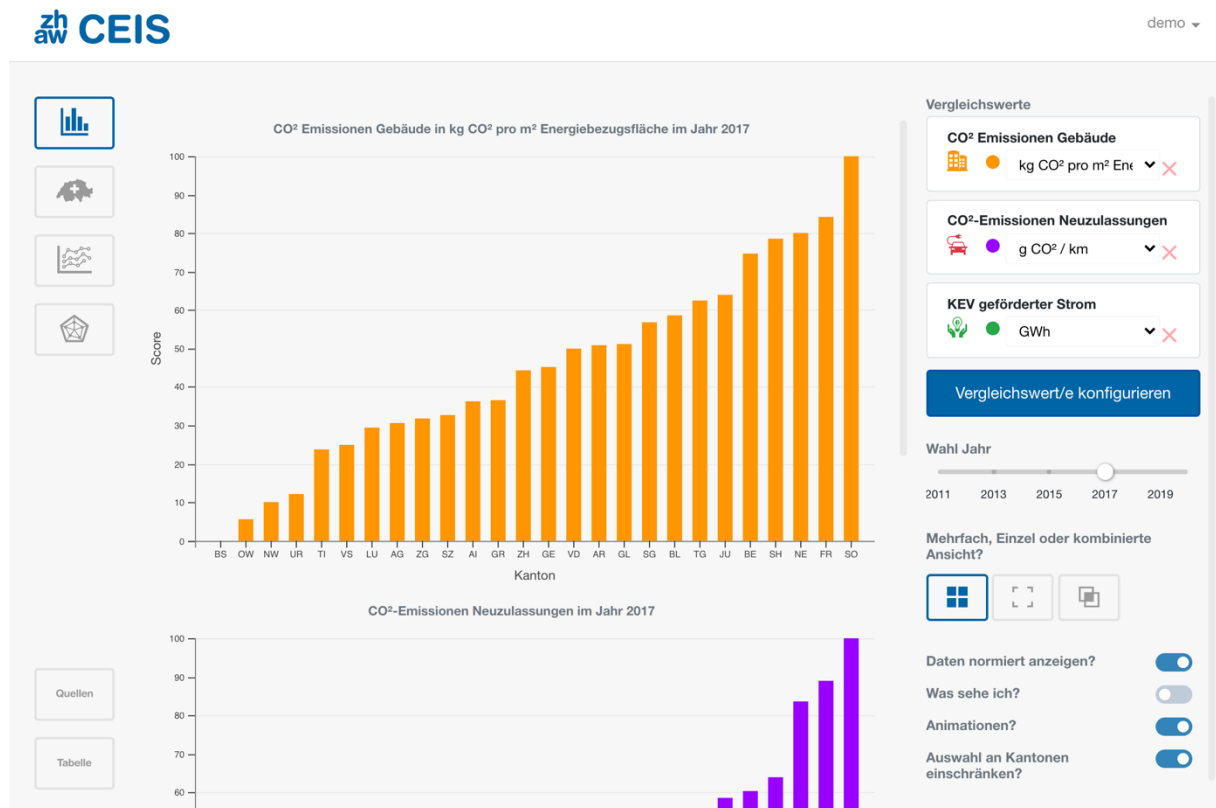 zh
aw CEIS
demo
CO² Emissionen Gebäude in kg CO² pro m² Energiebezugsfläche im Jahr 2017
100
90
80
70
60
50
40
30
20
10
0
Score
BS OW NW UR TI VS LU AG ZG SZ AI GR ZH GE VD AR GL SG BL TG JU BE SH NE FR SO
Kanton
CO²-Emissionen Neuzulassungen im Jahr 2017
100
90
80
70
60
Quellen
Tabelle
Vergleichswerte
CO² Emissionen Gebäude
kg CO² pro m² Ene
CO²-Emissionen Neuzulassungen
g CO² / km
KEV geförderter Strom
GWh
Vergleichswert/e konfigurieren
Wahl Jahr
2011 2013 2015 2017 2019
Mehrfach, Einzel oder kombinierte
Ansicht?
Daten normiert anzeigen?
Was sehe ich?
Animationen?
Auswahl an Kantonen
einschränken?